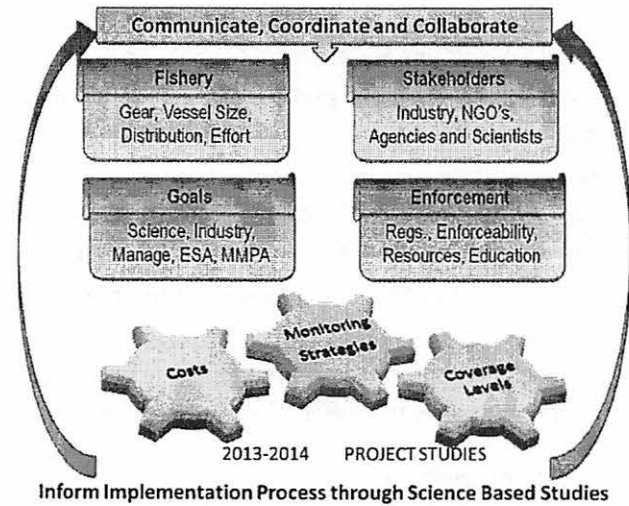 Communicate, Coordinate and Collaborate
Fishery
Gear, Vessel Size,
Distribution, Effort
Stakeholders
Industry, NGO's,
Agencies and Scientists
Goals
Science, Industry,
Manage, ESA, MMPA
Enforcement
Regs., Enforceability,
Resources, Education
Costs
Monitoring
Strategies
Coverage
Levels
2013-2014 PROJECT STUDIES
Inform Implementation Process through Science Based Studies